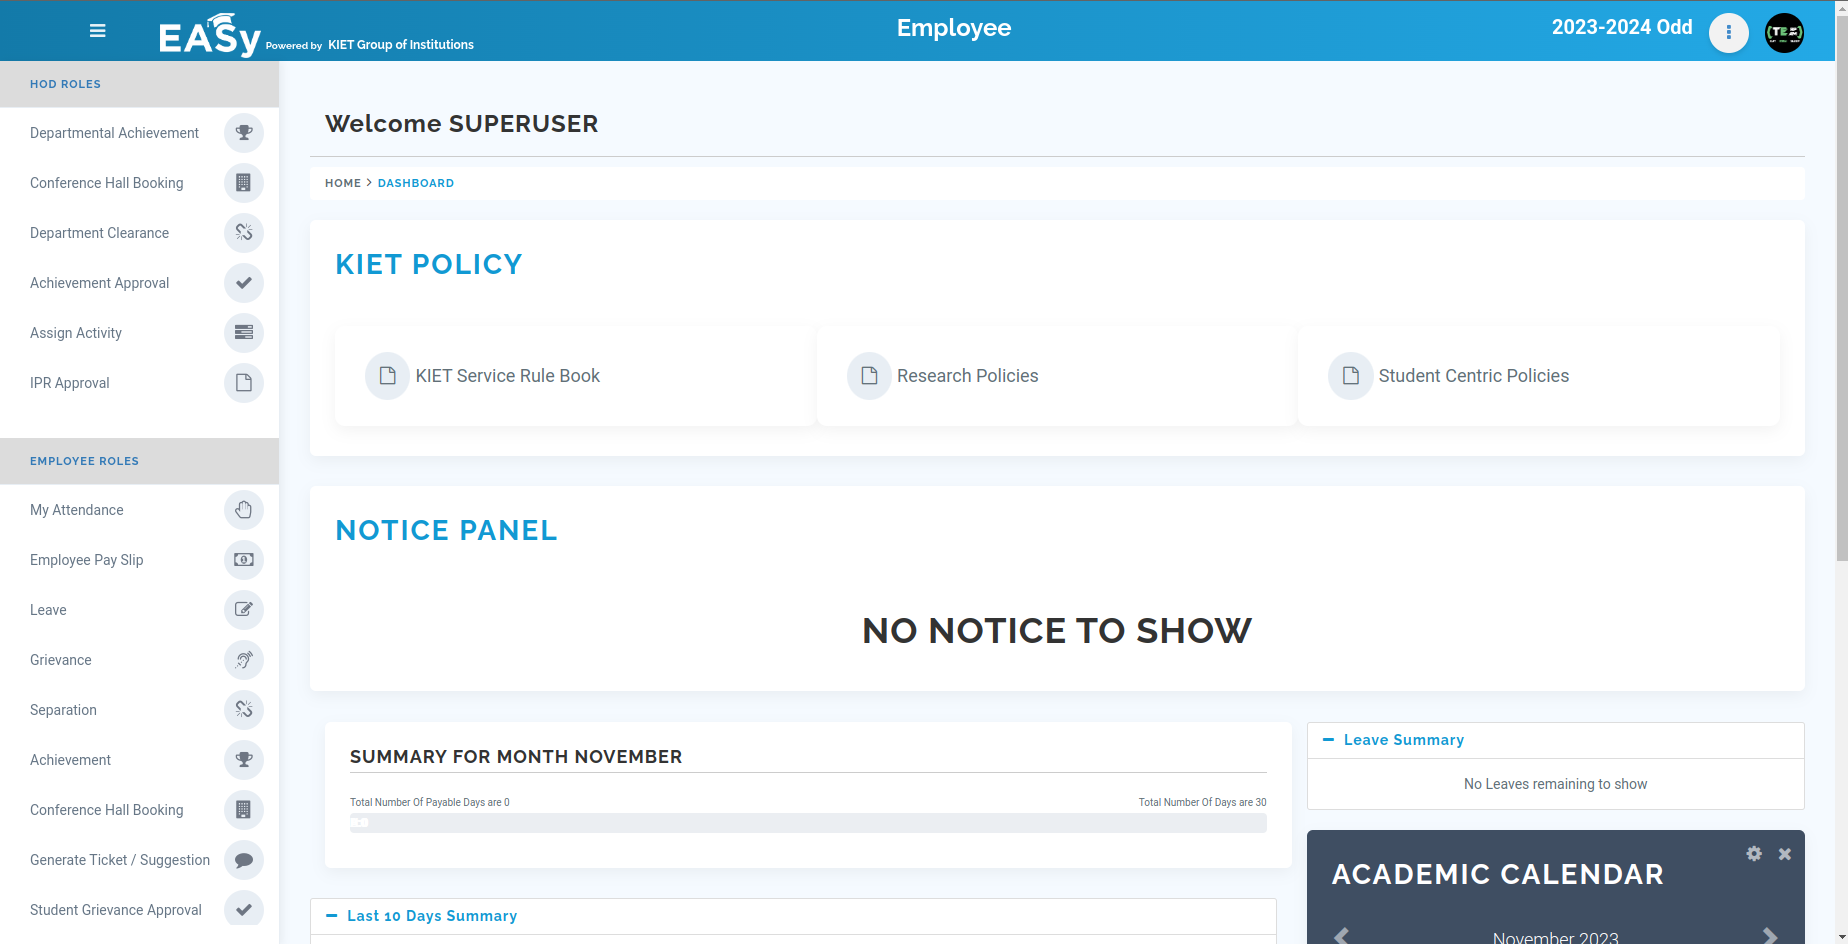 EASy Powered by KIET Group of Institutions
Employee
2023-2024 Odd
HOD ROLES
Departmental Achievement
Conference Hall Booking
Department Clearance
Achievement Approval
Assign Activity
IPR Approval
EMPLOYEE ROLES
My Attendance
Employee Pay Slip
Leave
Grievance
Separation
Achievement
Conference Hall Booking
Generate Ticket / Suggestion
Student Grievance Approval
Welcome SUPERUSER
HOME > DASHBOARD
KIET POLICY
KIET Service Rule Book
Research Policies
Student Centric Policies
NOTICE PANEL
NO NOTICE TO SHOW
SUMMARY FOR MONTH NOVEMBER
Total Number Of Payable Days are 0
Total Number Of Days are 30
Last 10 Days Summary
Leave Summary
No Leaves remaining to show
ACADEMIC CALENDAR
November 2023